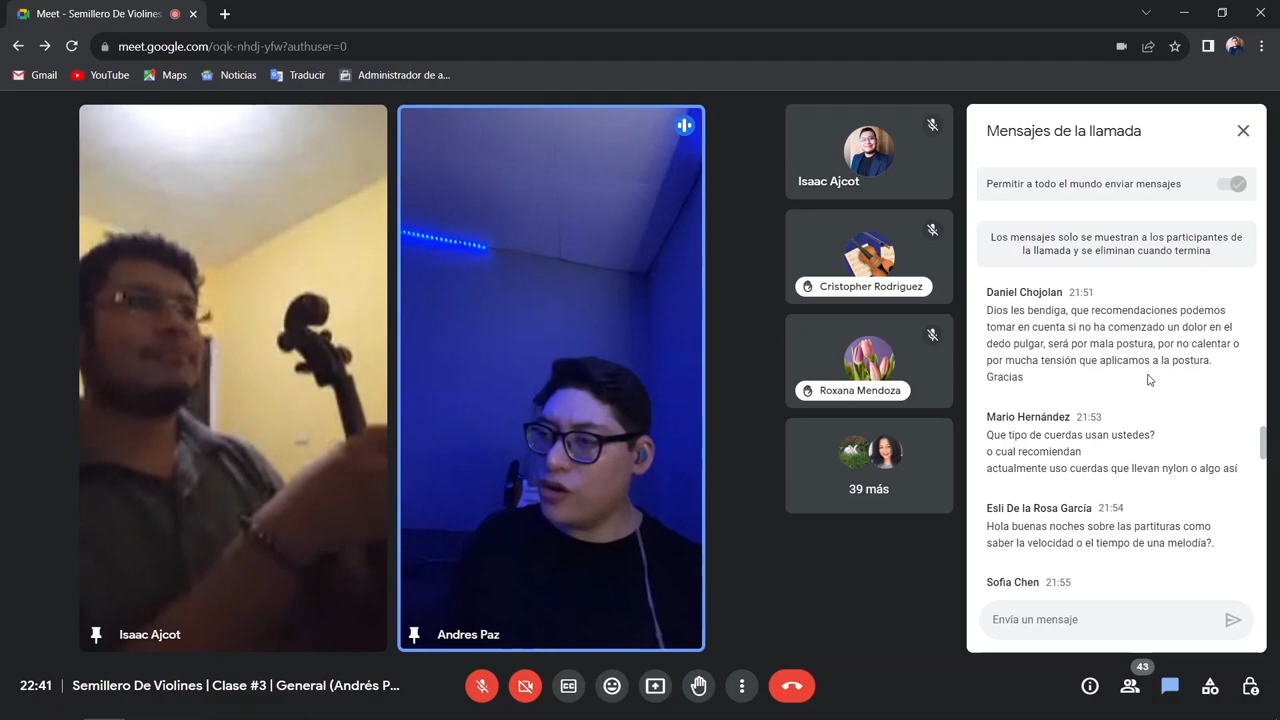 Meet - Semillero De Violines
meet.google.com/oqk-nhdj-yfw?authuser=0
Gmail
YouTube
Maps
Noticias
Traducir
Administrador de a...
Isaac Ajcot
Andres Paz
Isaac Ajcot
Cristopher Rodriguez
Roxana Mendoza
39 más
Mensajes de la llamada
Permitir a todo el mundo enviar mensajes
Los mensajes solo se muestran a los participantes de
la llamada y se eliminan cuando termina
Daniel Chojolan 21:51
Dios les bendiga, que recomendaciones podemos
tomar en cuenta si no ha comenzado un dolor en el
dedo pulgar, será por mala postura, por no calentar o
por mucha tensión que aplicamos a la postura.
Gracias
Mario Hernández 21:53
Que tipo de cuerdas usan ustedes?
o cual recomiendan
actualmente uso cuerdas que llevan nylon o algo así
Esli De la Rosa García 21:54
Hola buenas noches sobre las partituras como
saber la velocidad o el tiempo de una melodía?.
Sofia Chen 21:55
Envía un mensaje
22:41 | Semillero De Violines | Clase #3 | General (Andrés P...
43